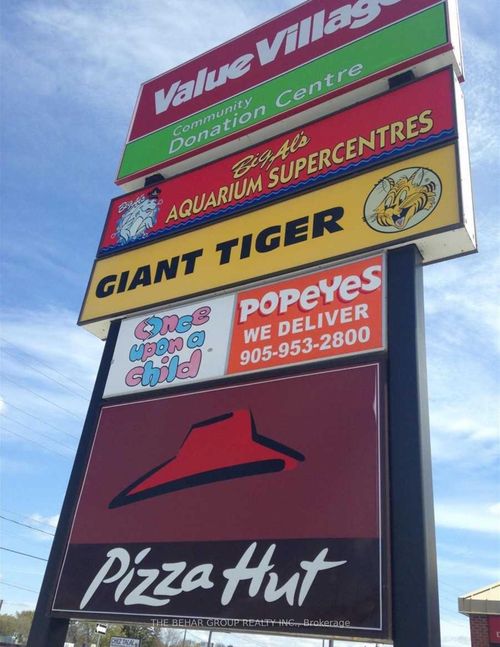 Value Village
Community
Donation Centre
Big Al's
AQUARIUM SUPERCENTRES
GIANT TIGER
Once
upon a
child
POPEYES
WE DELIVER
905-953-2800
Pizza Hut
THE BEHAR GROUP REALTY INC., Brokerage